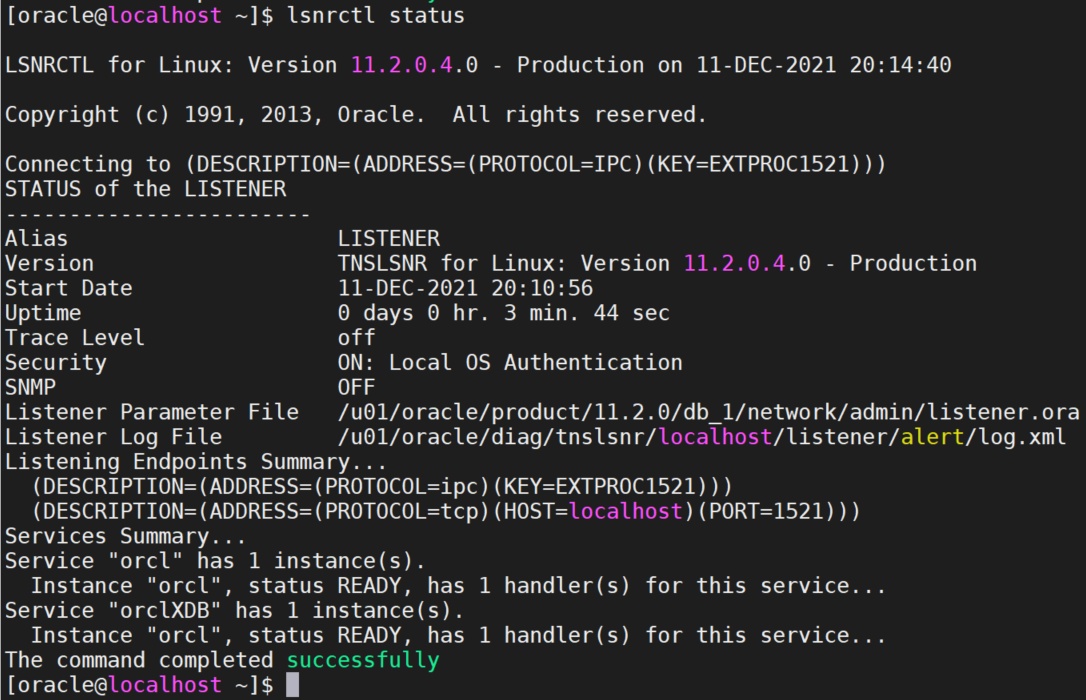 [oracle@localhost ~]$ lsnrctl status
LSNRCTL for Linux: Version 11.2.0.4.0 - Production on 11-DEC-2021 20:14:40
Copyright (c) 1991, 2013, Oracle.  All rights reserved.
Connecting to (DESCRIPTION=(ADDRESS=(PROTOCOL=IPC)(KEY=EXTPROC1521)))
STATUS of the LISTENER
------------------------
Alias                     LISTENER
Version                   TNSLSNR for Linux: Version 11.2.0.4.0 - Production
Start Date                11-DEC-2021 20:10:56
Uptime                    0 days 0 hr. 3 min. 44 sec
Trace Level               off
Security                  ON: Local OS Authentication
SNMP                      OFF
Listener Parameter File   /u01/oracle/product/11.2.0/db_1/network/admin/listener.ora
Listener Log File         /u01/oracle/diag/tnslsnr/localhost/listener/alert/log.xml
Listening Endpoints Summary...
  (DESCRIPTION=(ADDRESS=(PROTOCOL=ipc)(KEY=EXTPROC1521)))
  (DESCRIPTION=(ADDRESS=(PROTOCOL=tcp)(HOST=localhost)(PORT=1521)))
Services Summary...
Service "orcl" has 1 instance(s).
  Instance "orcl", status READY, has 1 handler(s) for this service...
Service "orclXDB" has 1 instance(s).
  Instance "orcl", status READY, has 1 handler(s) for this service...
The command completed successfully
[oracle@localhost ~]$